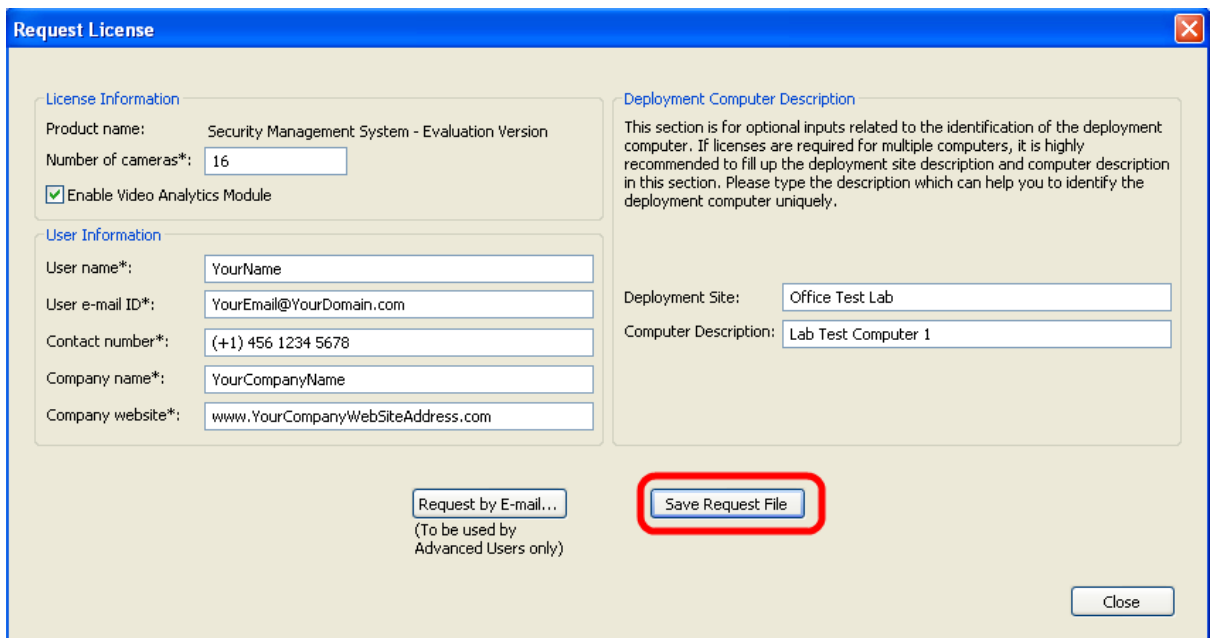 Request License
License Information
Product name: Security Management System - Evaluation Version
Number of cameras*: 16
Enable Video Analytics Module
User Information
User name*: YourName
User e-mail ID*: YourEmail@YourDomain.com
Contact number*: (+1) 456 1234 5678
Company name*: YourCompanyName
Company website*: www.YourCompanyWebSiteAddress.com
Deployment Computer Description
This section is for optional inputs related to the identification of the deployment
computer. If licenses are required for multiple computers, it is highly
recommended to fill up the deployment site description and computer description
in this section. Please type the description which can help you to identify the
deployment computer uniquely.
Deployment Site: Office Test Lab
Computer Description: Lab Test Computer 1
Request by E-mail...
(To be used by
Advanced Users only)
Save Request File
Close